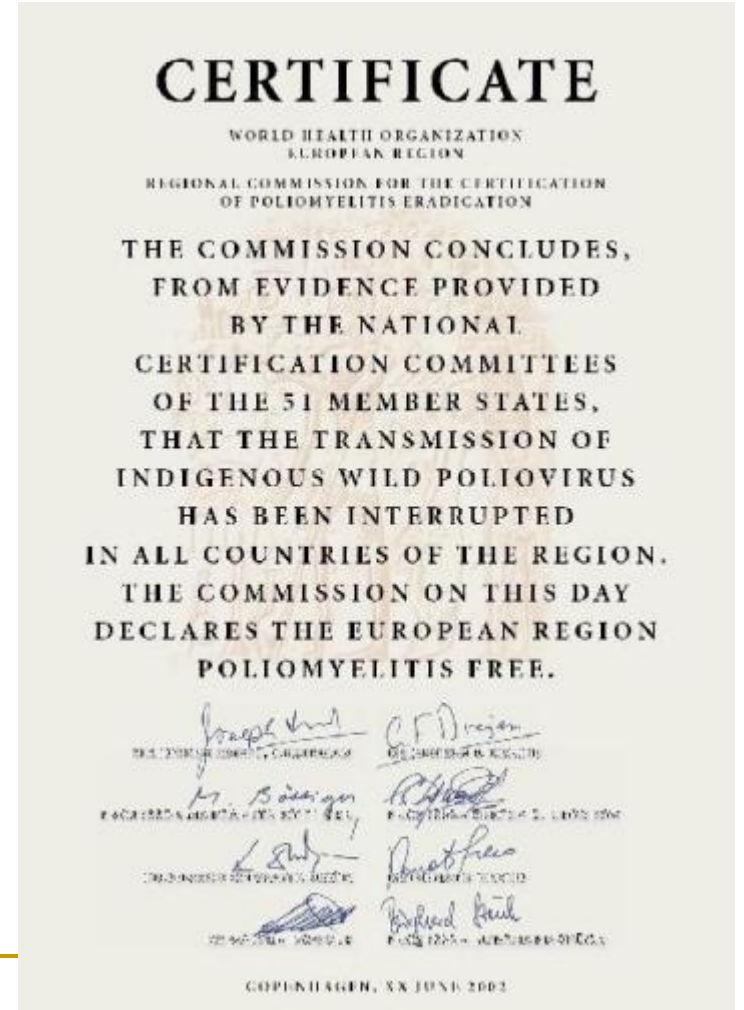 CERTIFICATE
WORLD HEALTH ORGANIZATION
EUROPEAN REGION
REGIONAL COMMISSION FOR THE CERTIFICATION
OF POLIOMYELITIS ERADICATION
THE COMMISSION CONCLUDES,
FROM EVIDENCE PROVIDED
BY THE NATIONAL
CERTIFICATION COMMITTEES
OF THE 51 MEMBER STATES,
THAT THE TRANSMISSION OF
INDIGENOUS WILD POLIOVIRUS
HAS BEEN INTERRUPTED
IN ALL COUNTRIES OF THE REGION.
THE COMMISSION ON THIS DAY
DECLARES THE EUROPEAN REGION
POLIOMYELITIS FREE.
Joseph
M. Böttiger
COPENHAGEN, XX JUNE 2002